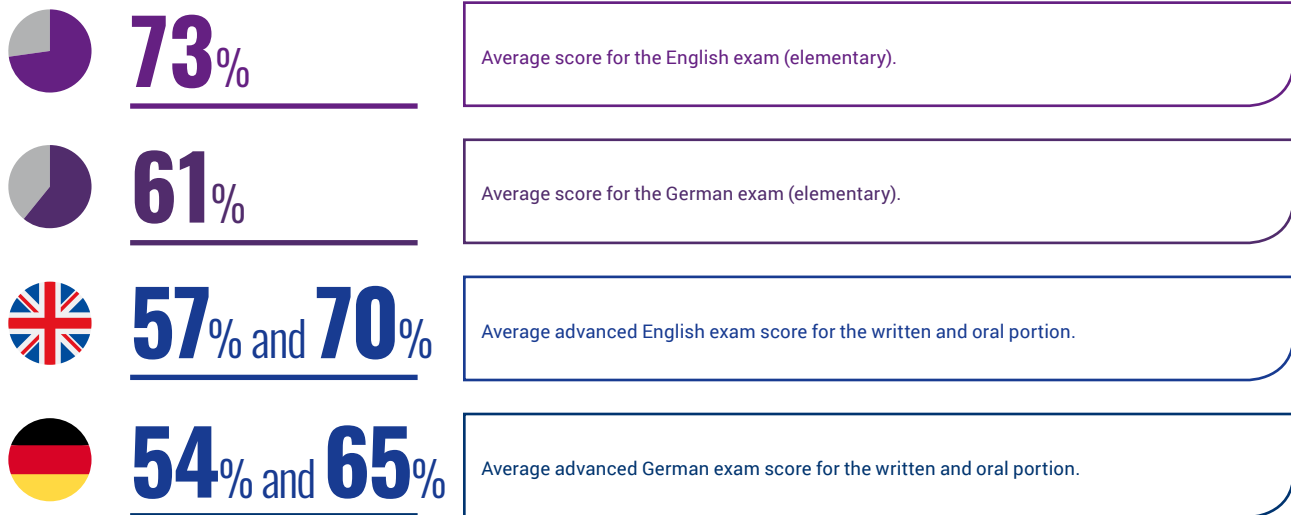 73%
Average score for the English exam (elementary).
61%
Average score for the German exam (elementary).
57% and 70%
Average advanced English exam score for the written and oral portion.
54% and 65%
Average advanced German exam score for the written and oral portion.